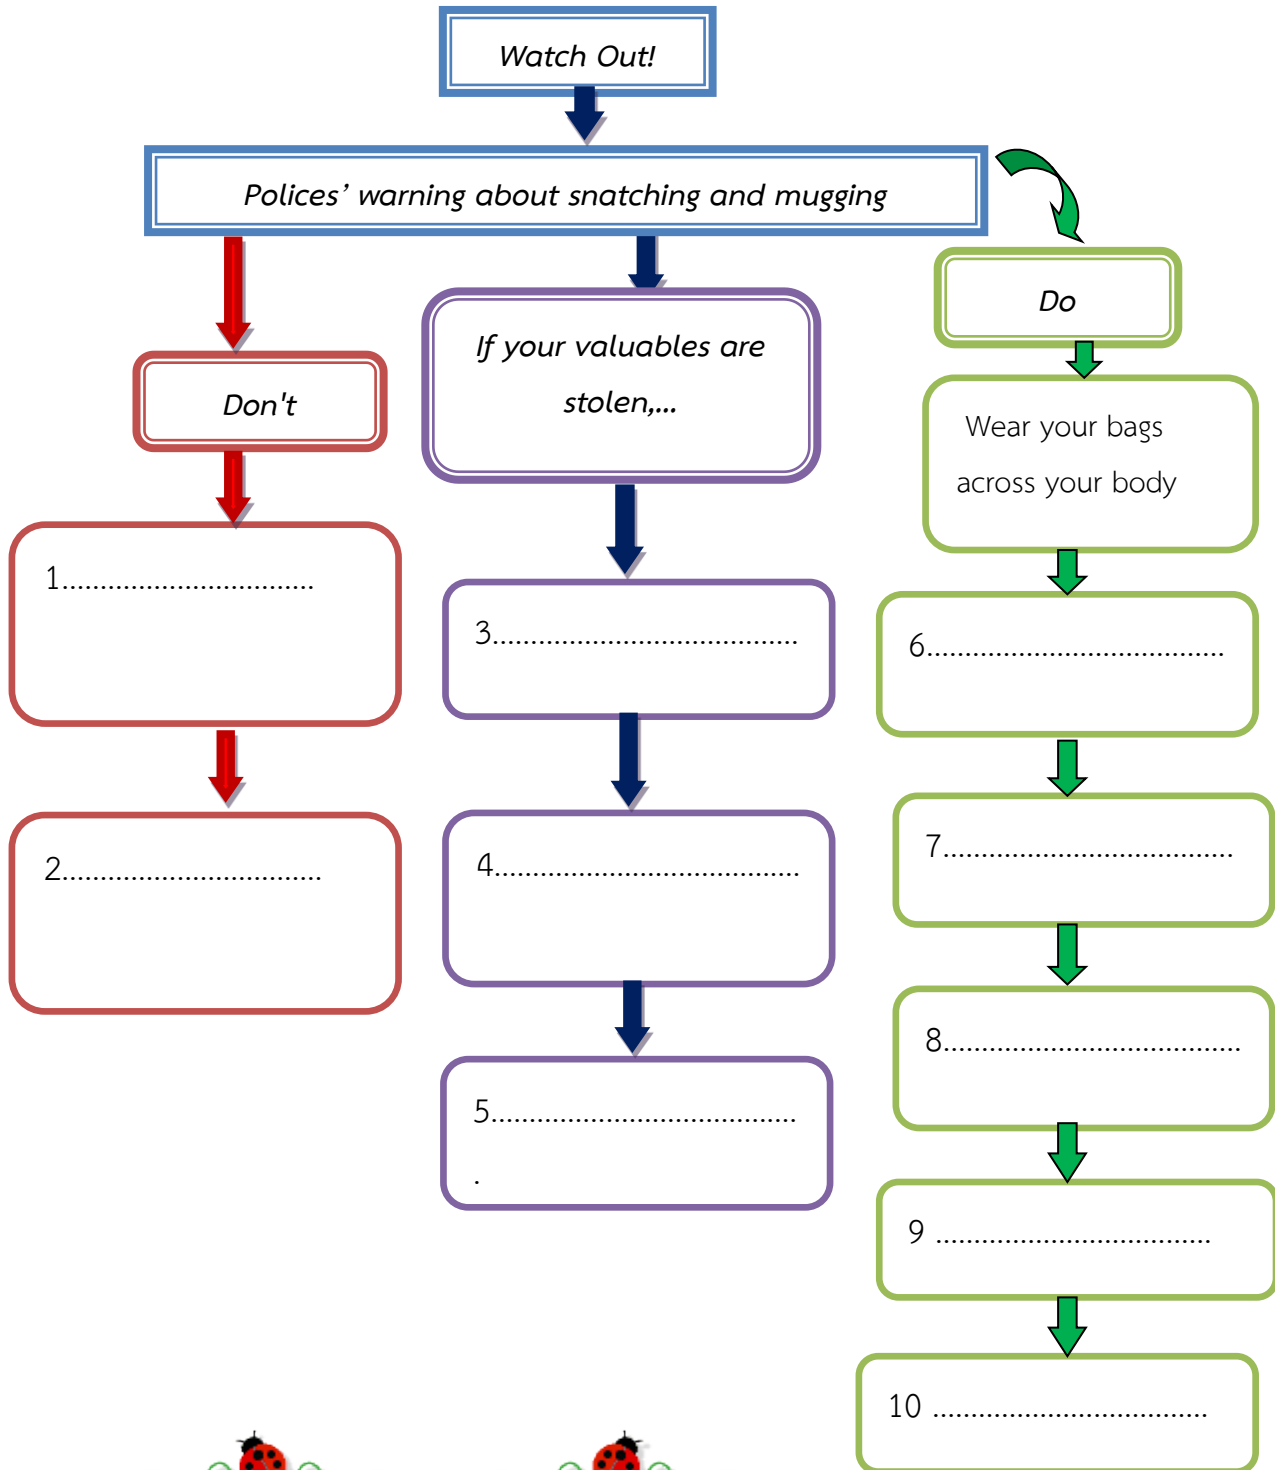 Watch Out!
Polices’ warning about snatching and mugging
Don't
1.................................
2..................................
If your valuables are
stolen,...
3........................................
4........................................
5........................................
.
Do
Wear your bags
across your body
6.......................................
7......................................
8.......................................
9 ....................................
10 ....................................